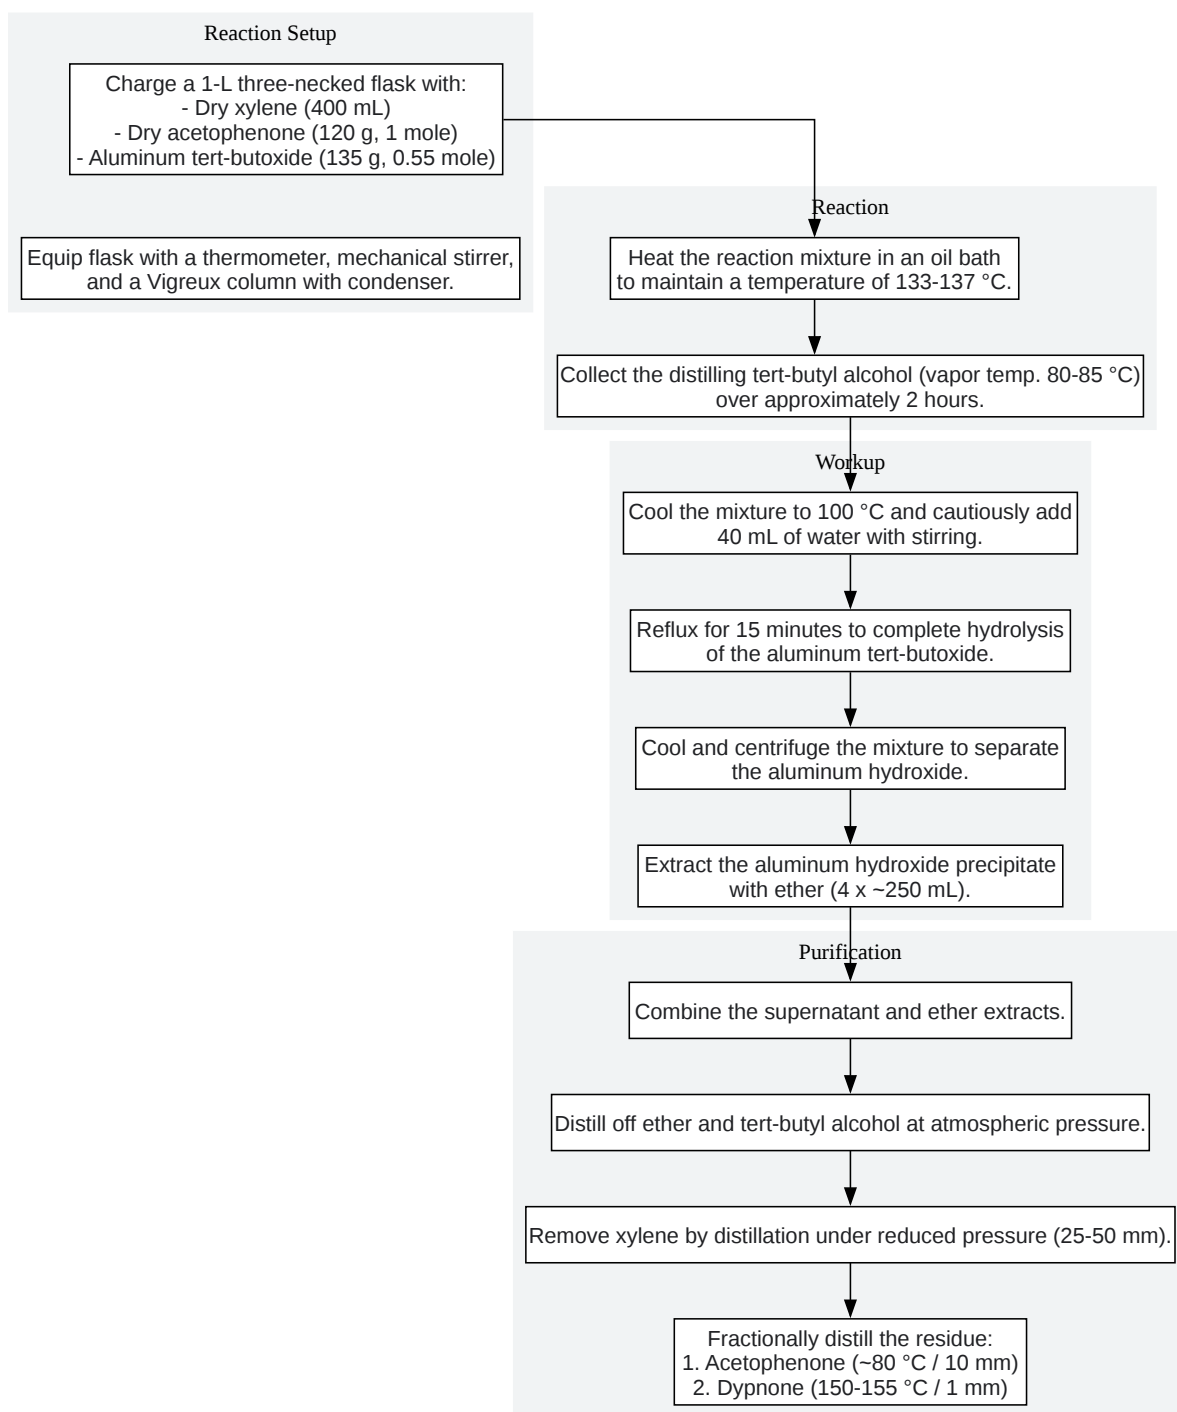 Reaction Setup
Charge a 1-L three-necked flask with:
- Dry xylene (400 mL)
- Dry acetophenone (120 g, 1 mole)
- Aluminum tert-butoxide (135 g, 0.55 mole)
Equip flask with a thermometer, mechanical stirrer,
and a Vigreux column with condenser.
Reaction
Heat the reaction mixture in an oil bath
to maintain a temperature of 133-137 °C.
Collect the distilling tert-butyl alcohol (vapor temp. 80-85 °C)
over approximately 2 hours.
Workup
Cool the mixture to 100 °C and cautiously add
40 mL of water with stirring.
Reflux for 15 minutes to complete hydrolysis
of the aluminum tert-butoxide.
Cool and centrifuge the mixture to separate
the aluminum hydroxide.
Extract the aluminum hydroxide precipitate
with ether (4 x ~250 mL).
Purification
Combine the supernatant and ether extracts.
Distill off ether and tert-butyl alcohol at atmospheric pressure.
Remove xylene by distillation under reduced pressure (25-50 mm).
Fractionally distill the residue:
1. Acetophenone (~80 °C / 10 mm)
2. Dypnone (150-155 °C / 1 mm)